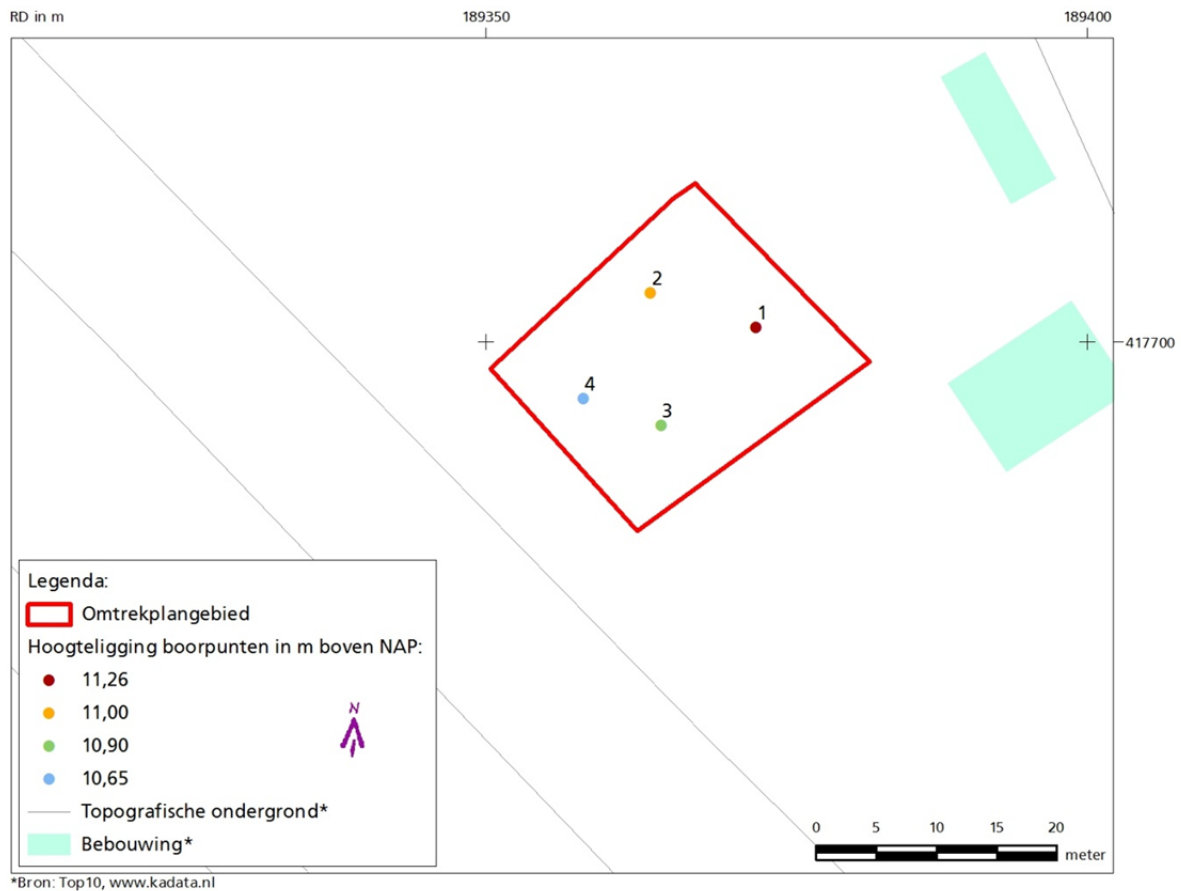 RD in m
189350
189400
2
1
417700
4
3
Legenda:
Omtrekplangebied
Hoogteligging boorpunten in m boven NAP:
11,26
N
11,00
10,90
10,65
Topografische ondergrond*
Bebouwing*
0 5 10 15 20
meter
*Bron: Top10, www.kadata.nl